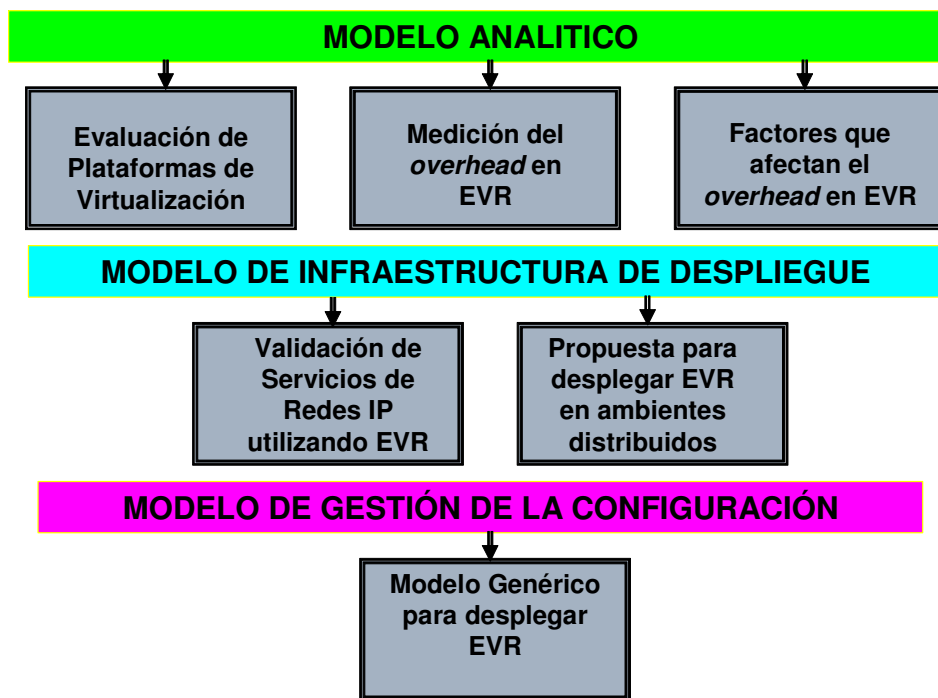 MODELO ANALITICO
Evaluación de
Plataformas de
Virtualización
Medición del
overhead en
EVR
Factores que
afectan el
overhead en EVR
MODELO DE INFRAESTRUCTURA DE DESPLIEGUE
Validación de
Servicios de
Redes IP
utilizando EVR
Propuesta para
desplegar EVR
en ambientes
distribuidos
MODELO DE GESTIÓN DE LA CONFIGURACIÓN
Modelo Genérico
para desplegar
EVR